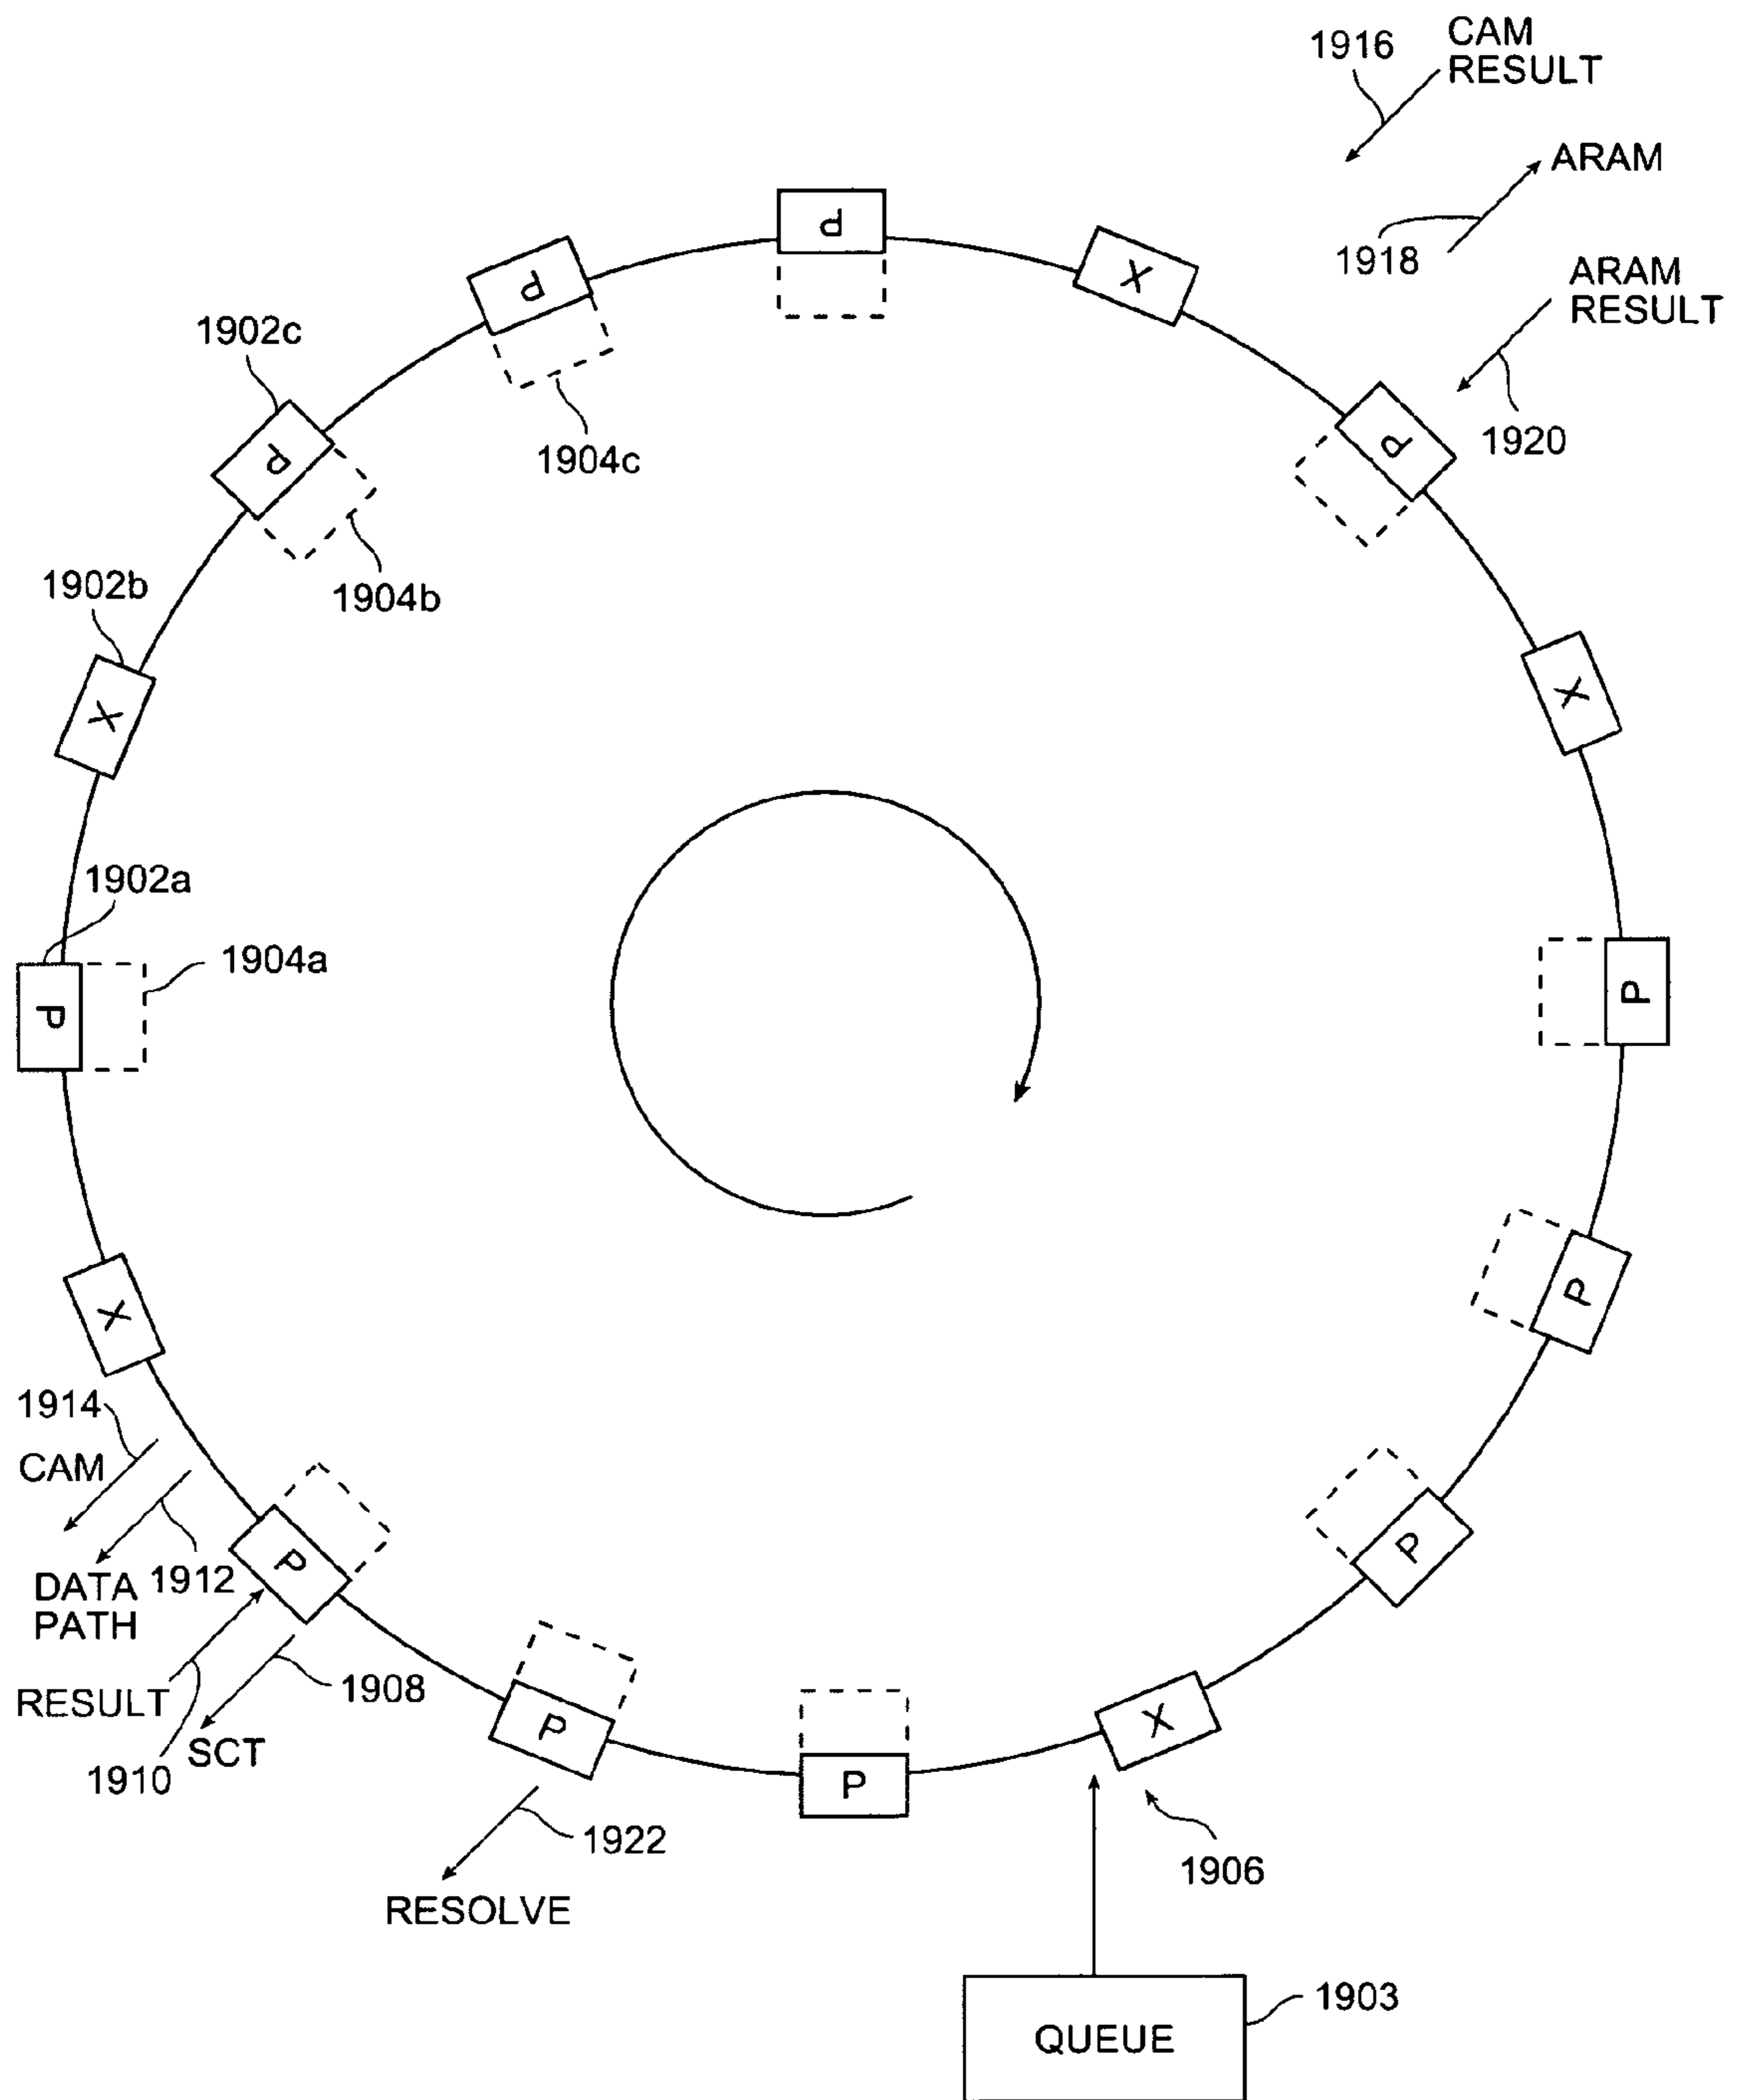 CAM
1916
RESULT
ARAM
P
1918
X
ARAM
RESULT
P
1902c
1920
P
P
1904c
1902b
1904b
X
X
1902a
1904a
P
P
P
X
1914
CAM
P
P
DATA
1912
PATH
RESULT
1908
SCT
1910
P
P
X
1922
1906
RESOLVE
1903
QUEUE